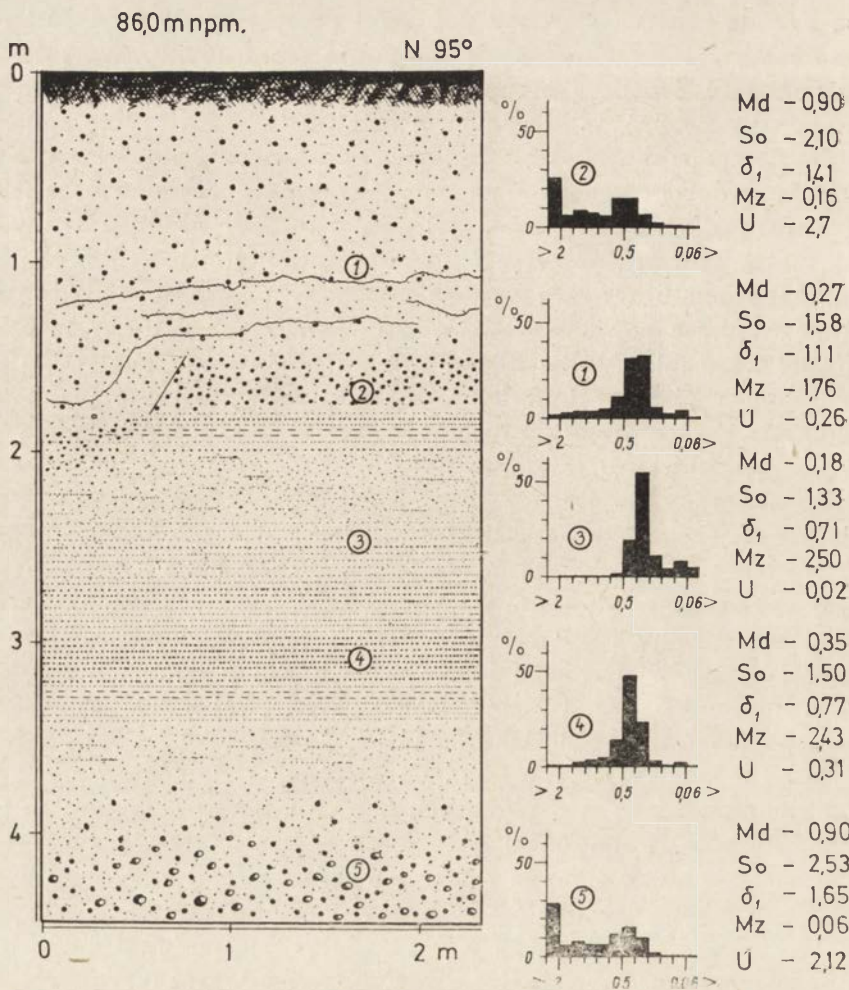 86,0 m npm.
m
N 95°
0
1
2
3
4
0
1
2 m
①
②
③
④
⑤
%
50
0
②
> 2
0,5
0,06 >
Md - 0,90
So - 2,10
δ₁ - 1,41
Mz - 0,16
U - 2,7
%
50
0
①
> 2
0,5
0,06 >
Md - 0,27
So - 1,58
δ₁ - 1,11
Mz - 1,76
U - 0,26
%
50
0
③
> 2
0,5
0,06 >
Md - 0,18
So - 1,33
δ₁ - 0,71
Mz - 2,50
U - 0,02
%
50
0
④
> 2
0,5
0,06 >
Md - 0,35
So - 1,50
δ₁ - 0,77
Mz - 2,43
U - 0,31
%
50
0
⑤
> 2
0,5
0,06 >
Md - 0,90
So - 2,53
δ₁ - 1,65
Mz - 0,06
U - 2,12